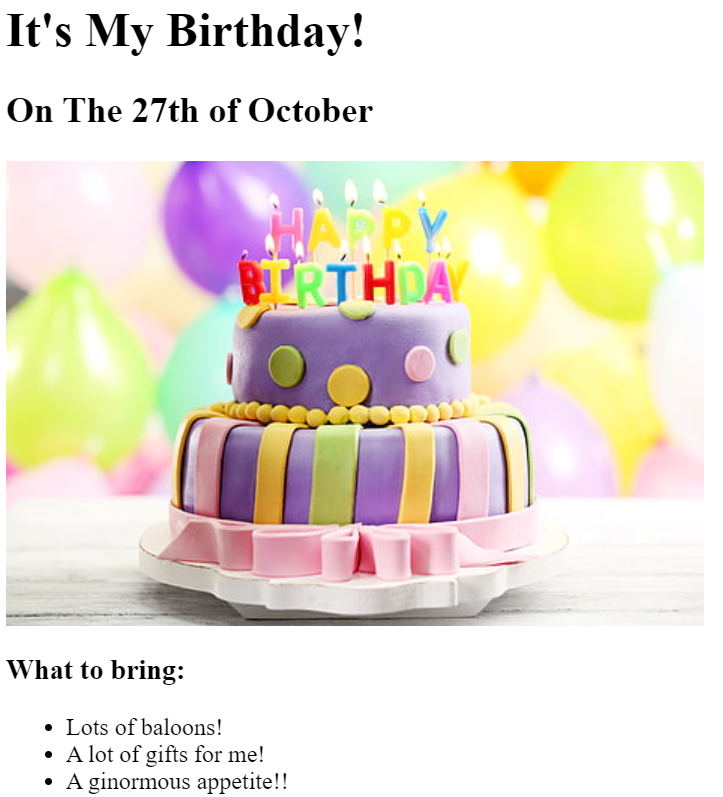 It's My Birthday!
On The 27th of October
HAPPY
BIRTHDAY
What to bring:
Lots of baloons!
A lot of gifts for me!
A ginormous appetite!!